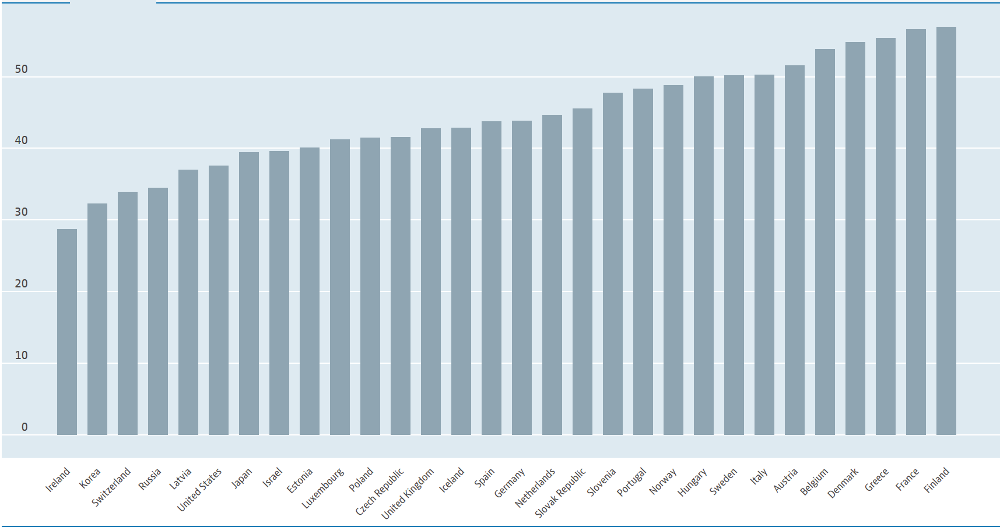 50
40
30
20
10
0
Ireland
Korea
Switzerland
Russia
Latvia
United States
Japan
Israel
Estonia
Luxembourg
Poland
Czech Republic
United Kingdom
Iceland
Spain
Germany
Netherlands
Slovak Republic
Slovenia
Portugal
Norway
Hungary
Sweden
Italy
Austria
Belgium
Denmark
Greece
France
Finland